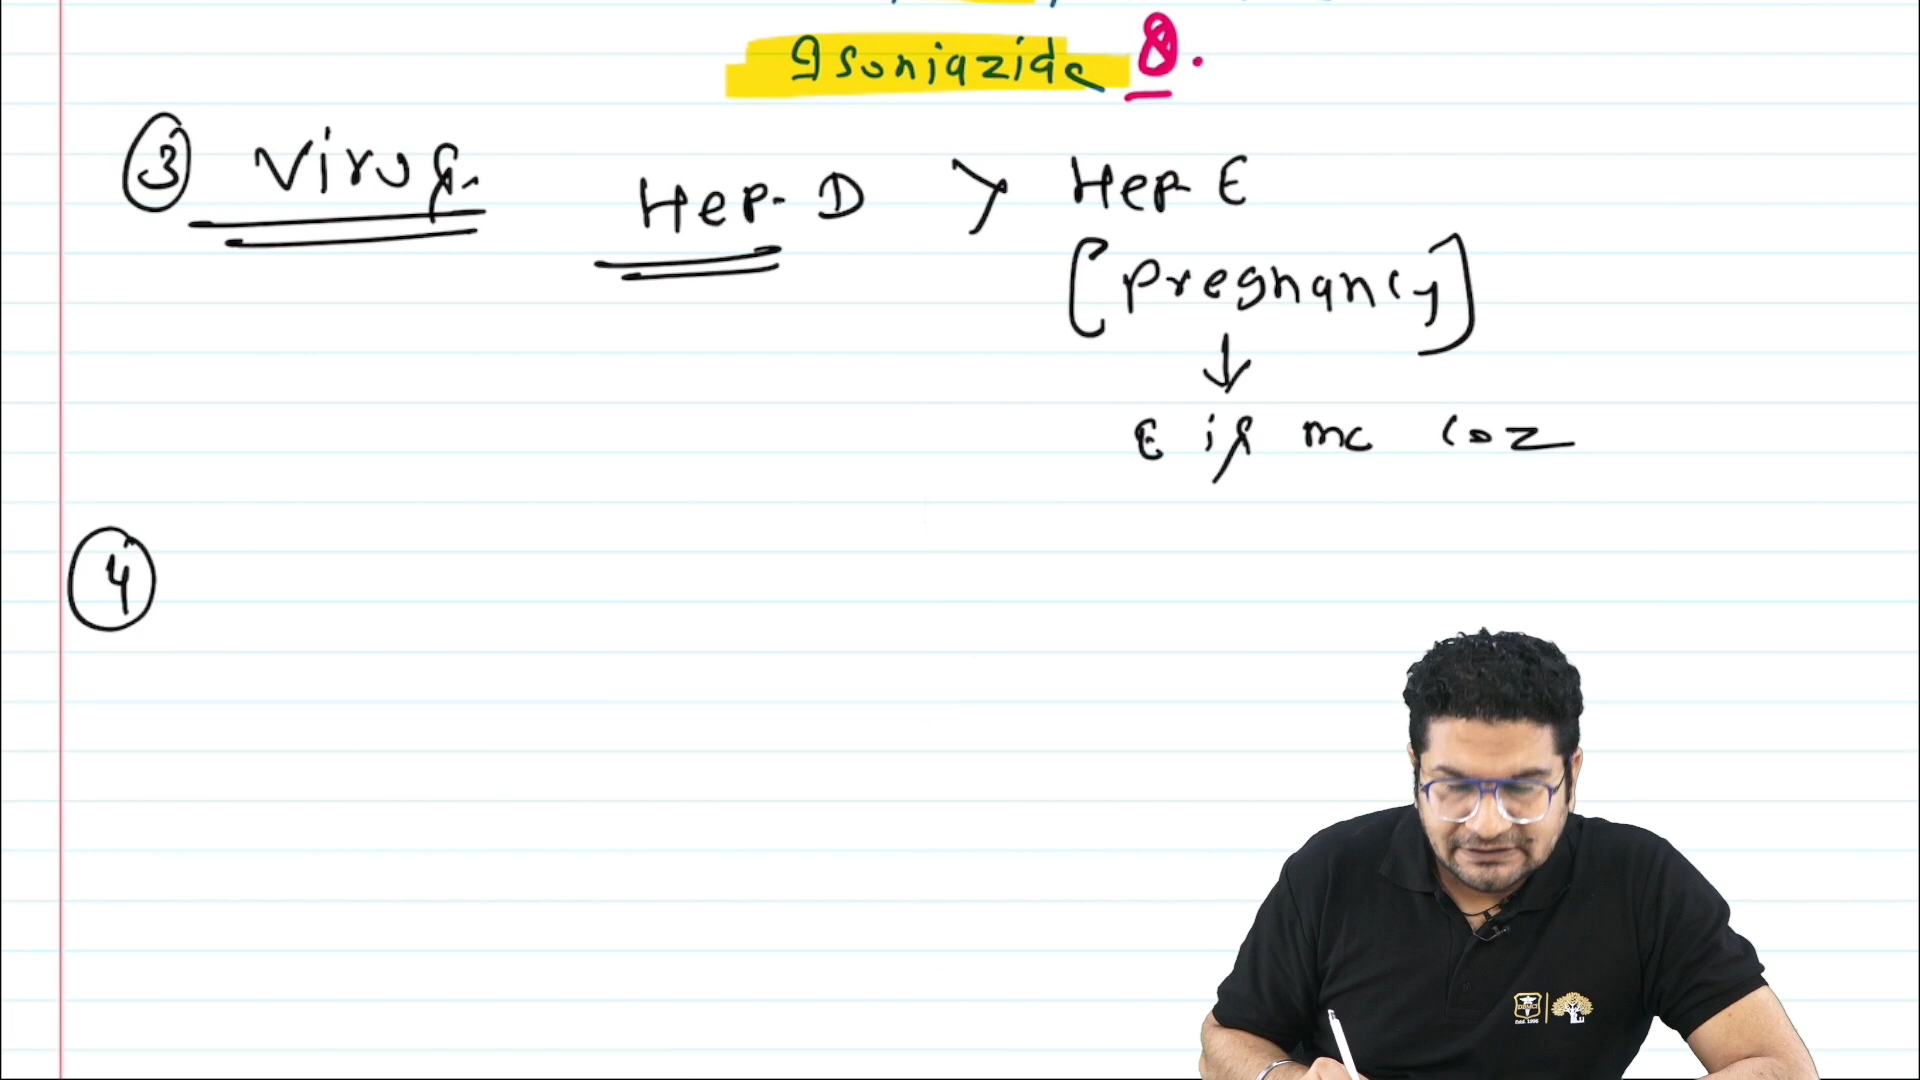 Isoniazide 8.
③ Virus.
Hep. D > Hep E
[Pregnancy]
↓
E is mc coz
④